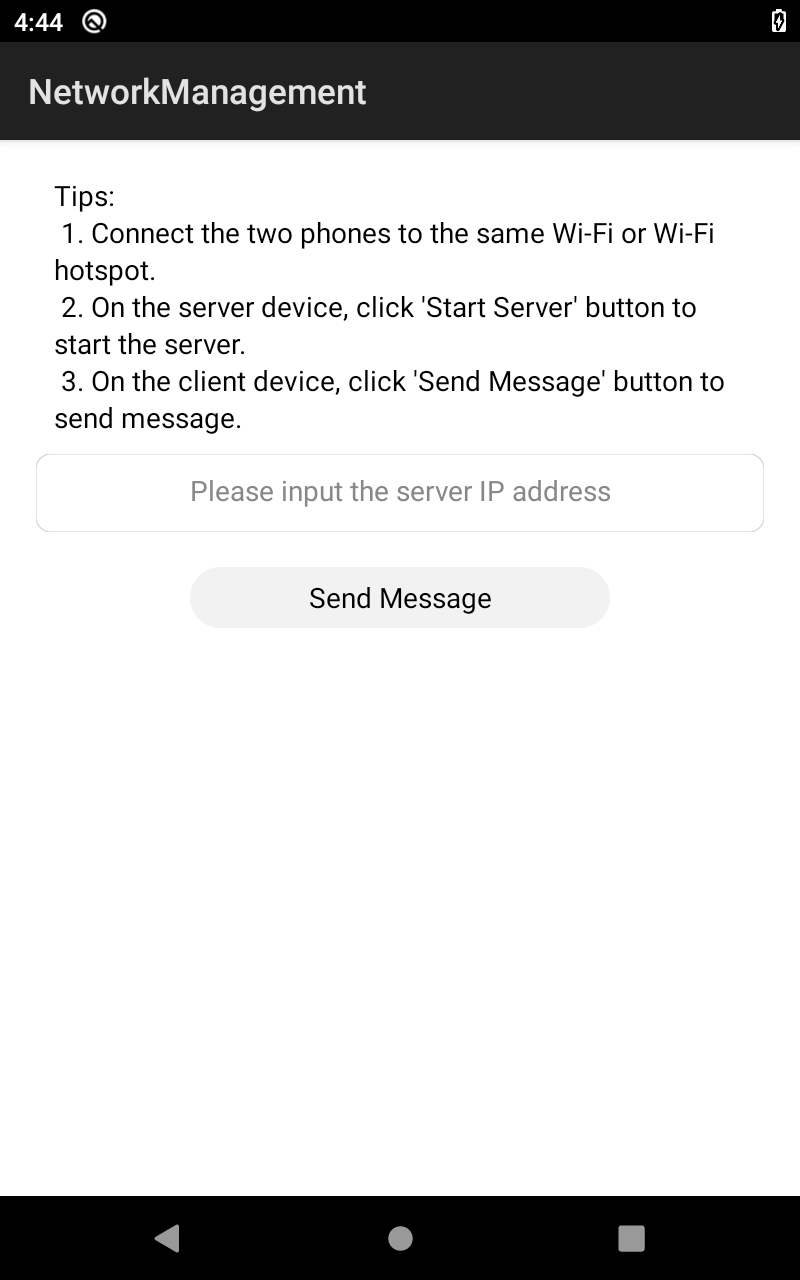 4:44
NetworkManagement
Tips:
1. Connect the two phones to the same Wi-Fi or Wi-Fi
hotspot.
2. On the server device, click 'Start Server' button to
start the server.
3. On the client device, click 'Send Message' button to
send message.
Please input the server IP address
Send Message